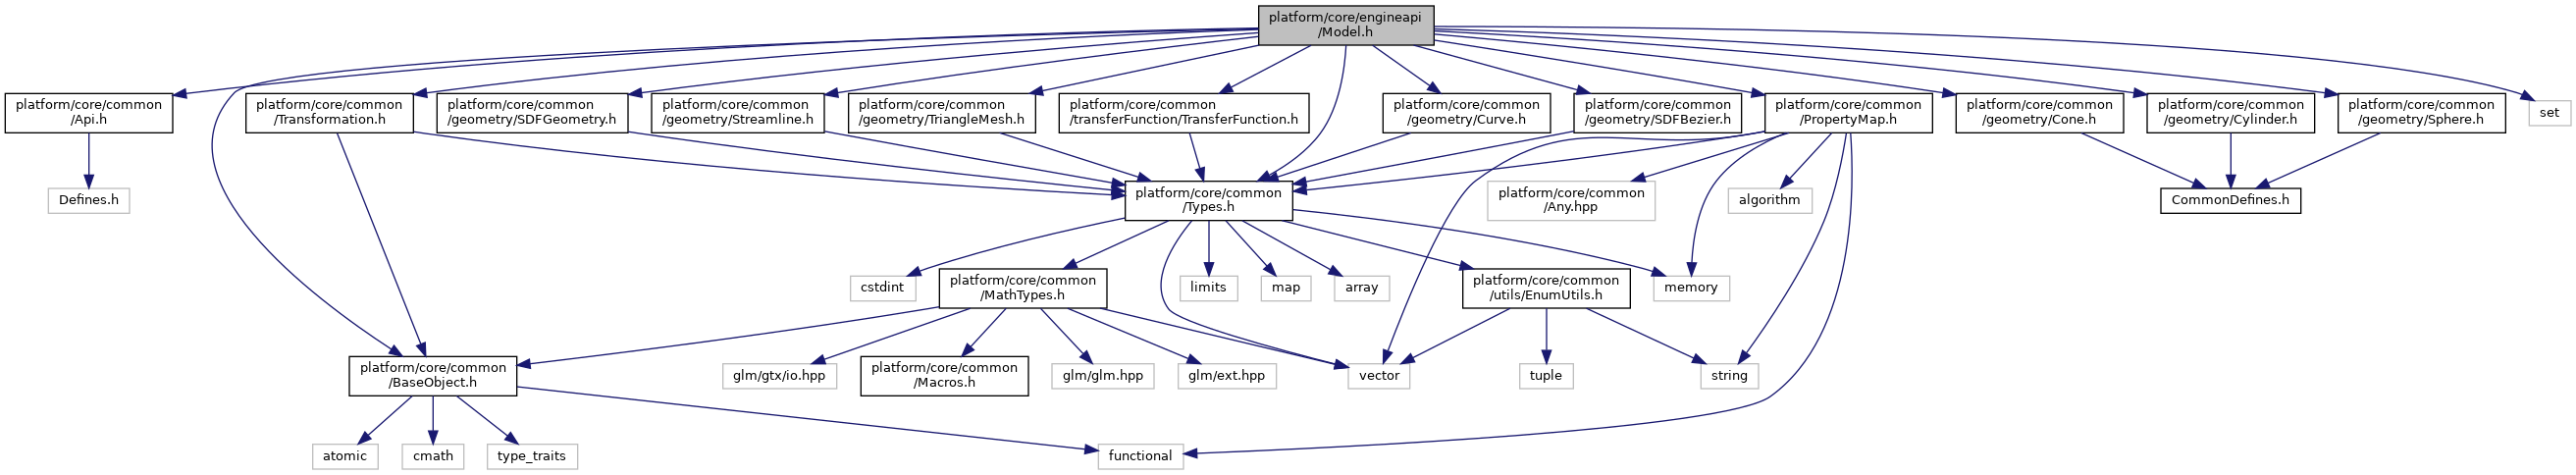 platform/core/engineapi
/Model.h
platform/core/common
/Api.h
platform/core/common
/Transformation.h
platform/core/common
/geometry/SDFGeometry.h
platform/core/common
/geometry/Streamline.h
platform/core/common
/geometry/TriangleMesh.h
platform/core/common
/transferFunction/TransferFunction.h
platform/core/common
/geometry/Curve.h
platform/core/common
/geometry/SDFBezier.h
platform/core/common
/PropertyMap.h
platform/core/common
/geometry/Cone.h
platform/core/common
/geometry/Cylinder.h
platform/core/common
/geometry/Sphere.h
set
Defines.h
platform/core/common
/Types.h
platform/core/common
/Any.hpp
algorithm
CommonDefines.h
cstdint
platform/core/common
/MathTypes.h
limits
map
array
platform/core/common
/utils/EnumUtils.h
memory
platform/core/common
/BaseObject.h
glm/gtx/io.hpp
platform/core/common
/Macros.h
glm/glm.hpp
glm/ext.hpp
vector
tuple
string
atomic
cmath
type_traits
functional